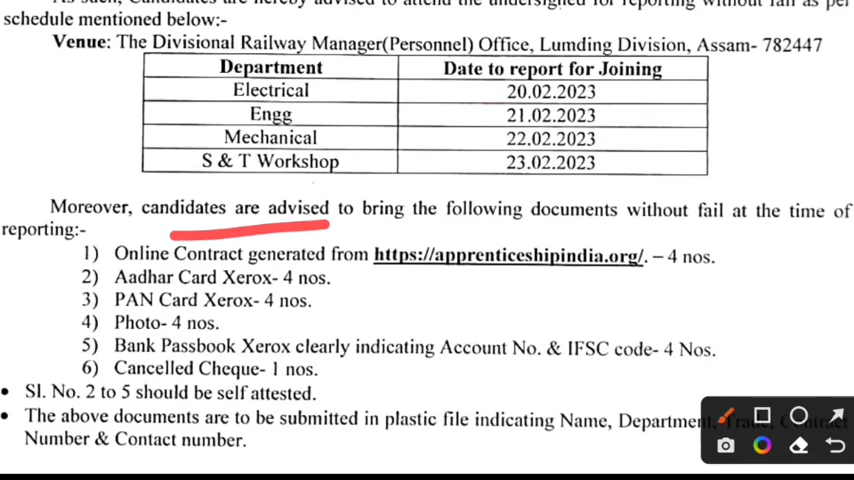 schedule mentioned below:-
Venue: The Divisional Railway Manager(Personnel) Office, Lumding Division, Assam- 782447
Department Date to report for Joining
Electrical 20.02.2023
Engg 21.02.2023
Mechanical 22.02.2023
S & T Workshop 23.02.2023
Moreover, candidates are advised to bring the following documents without fail at the time of
reporting:-
1) Online Contract generated from https://apprenticeshipindia.org/. – 4 nos.
2) Aadhar Card Xerox- 4 nos.
3) PAN Card Xerox- 4 nos.
4) Photo- 4 nos.
5) Bank Passbook Xerox clearly indicating Account No. & IFSC code- 4 Nos.
6) Cancelled Cheque- 1 nos.
• Sl. No. 2 to 5 should be self attested.
• The above documents are to be submitted in plastic file indicating Name, Department, Trade, Contract
Number & Contact number.